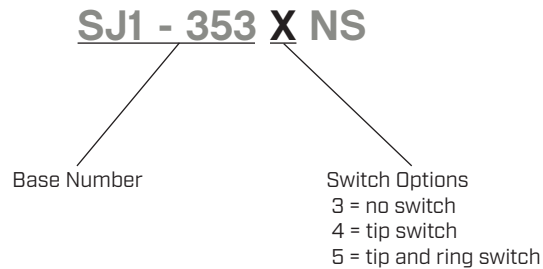 SJ1 - 353 X NS
Base Number
Switch Options
3 = no switch
4 = tip switch
5 = tip and ring switch